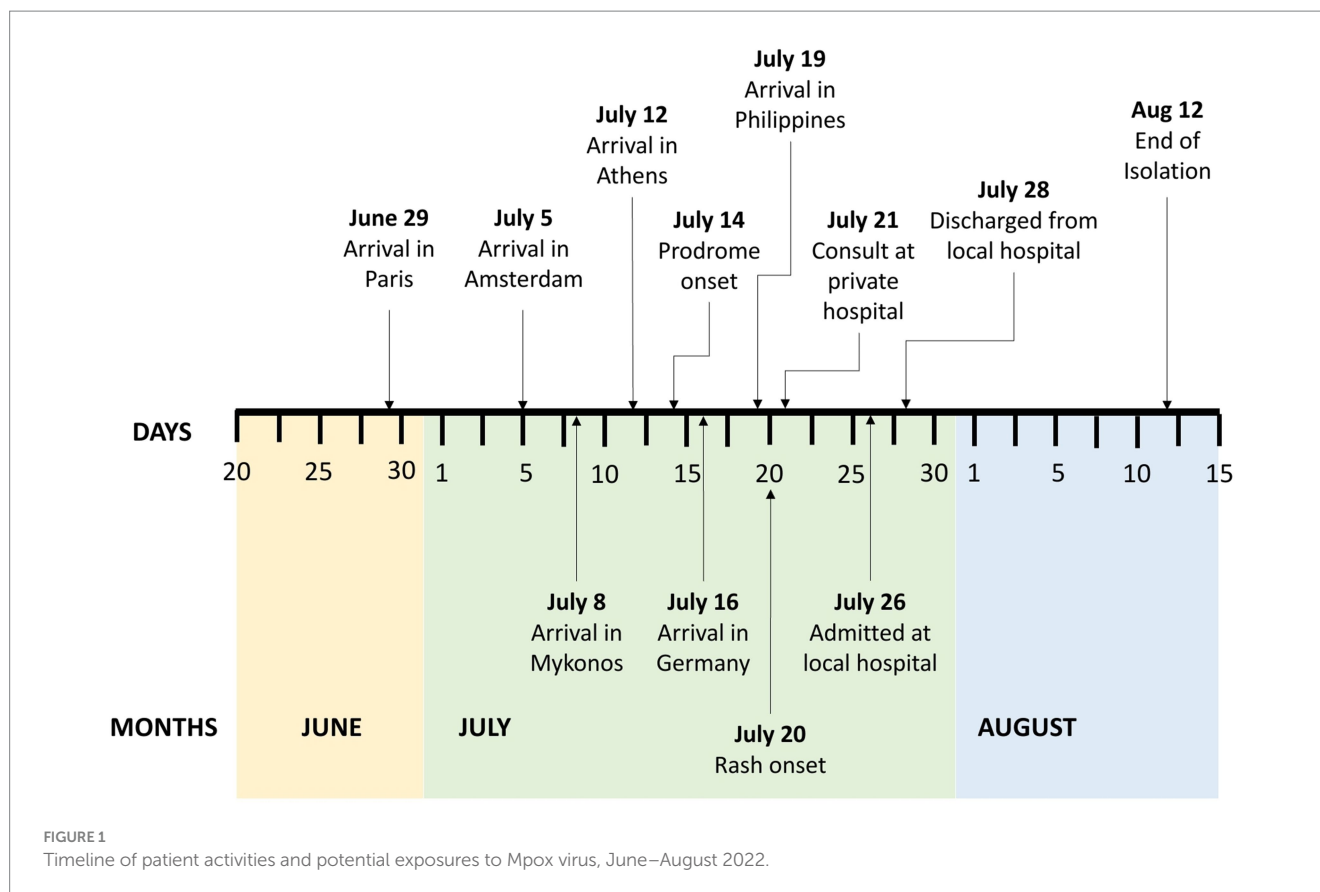 July 19
Arrival in
Philippines
July 12
Arrival in
Athens
Aug 12
End of
Isolation
June 29
Arrival in
Paris
July 5
Arrival in
Amsterdam
July 14
Prodrome
onset
July 21
Consult at
private
hospital
July 28
Discharged from
local hospital
DAYS
20 25 30 1 5 10 15 20 25 30 1 5 10 15
July 8
Arrival in
Mykonos
July 16
Arrival in
Germany
July 26
Admitted at
local hospital
MONTHS JUNE JULY AUGUST
July 20
Rash onset
FIGURE 1
Timeline of patient activities and potential exposures to Mpox virus, June–August 2022.